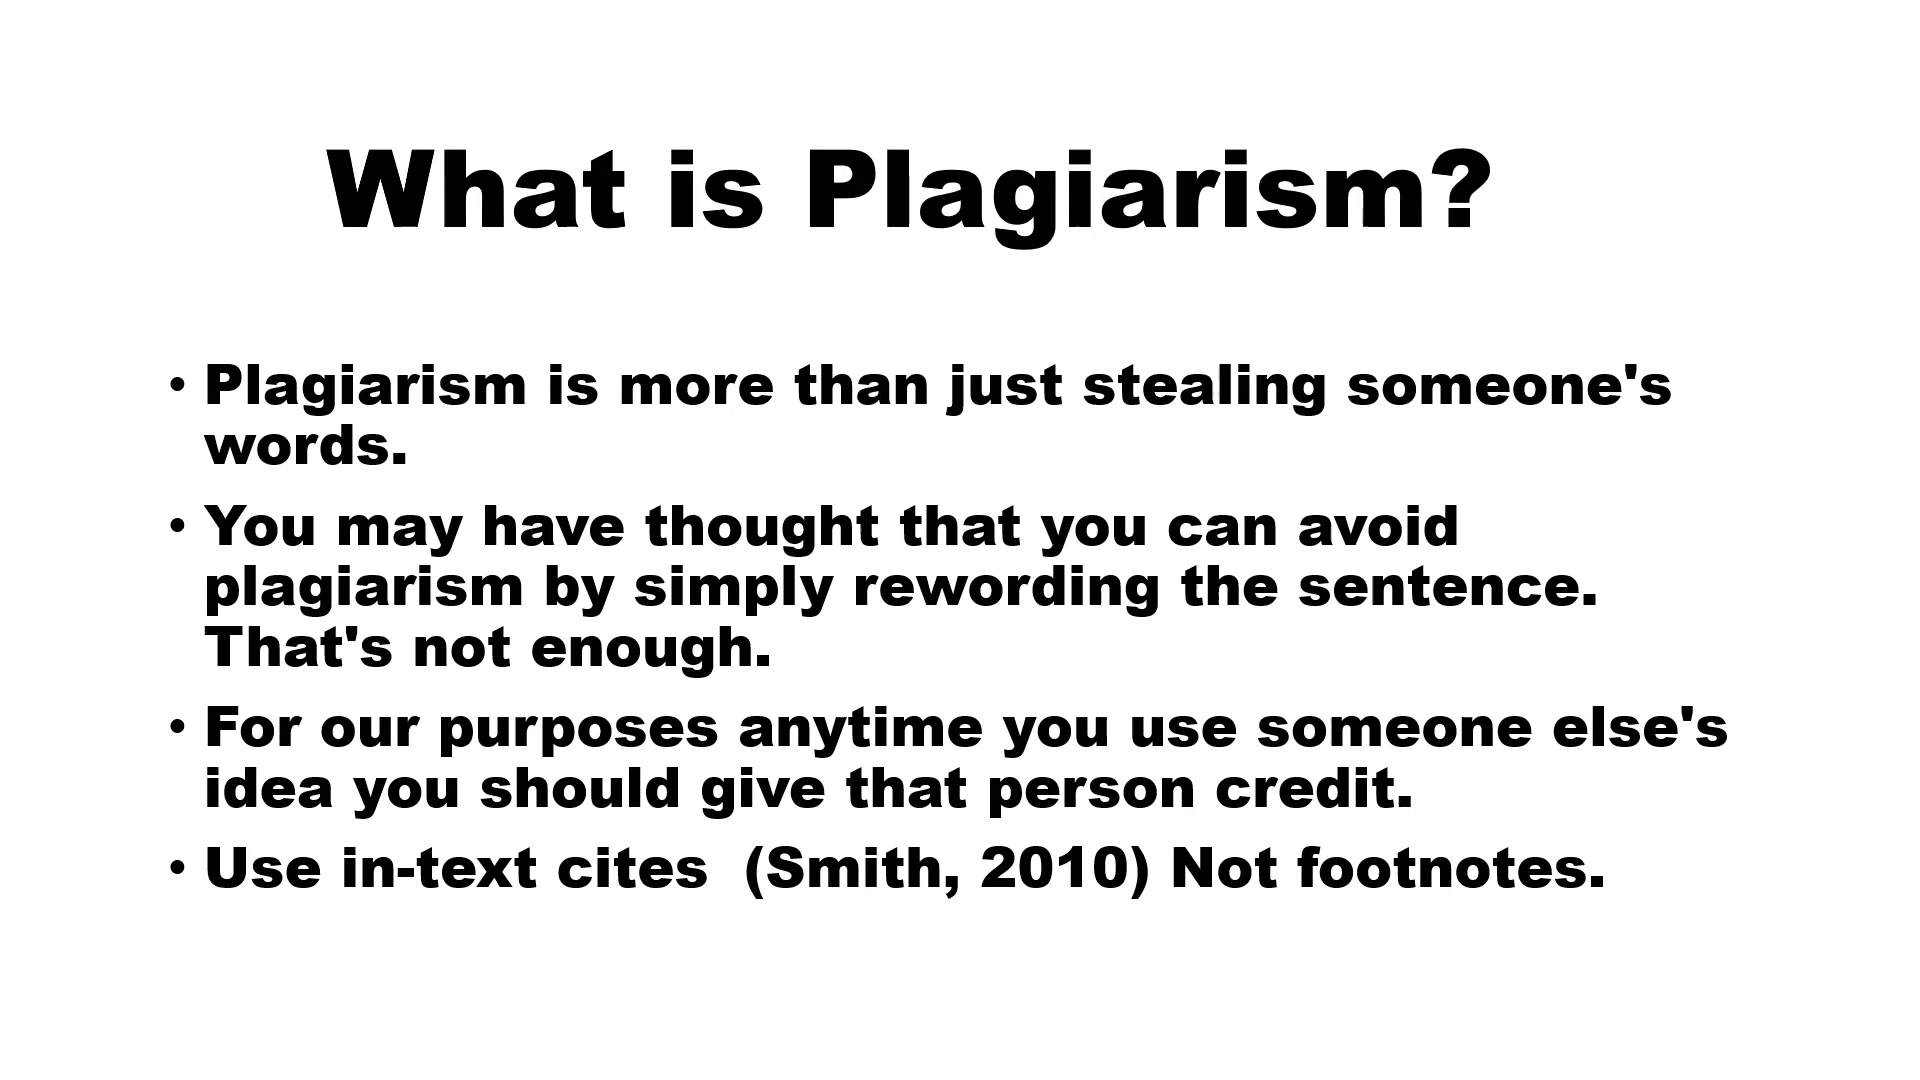 What is Plagiarism?
• Plagiarism is more than just stealing someone's
words.
• You may have thought that you can avoid
plagiarism by simply rewording the sentence.
That's not enough.
• For our purposes anytime you use someone else's
idea you should give that person credit.
• Use in-text cites  (Smith, 2010) Not footnotes.